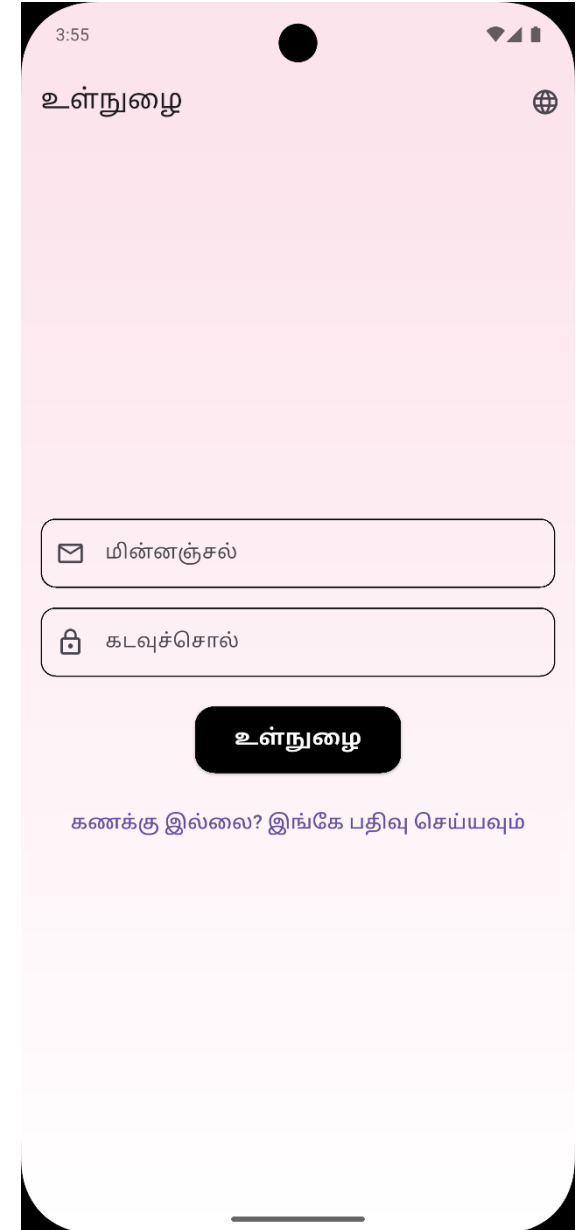 3:55
உள்நுழை
மின்னஞ்சல்
கடவுச்சொல்
உள்நுழை
கணக்கு இல்லை? இங்கே பதிவு செய்யவும்